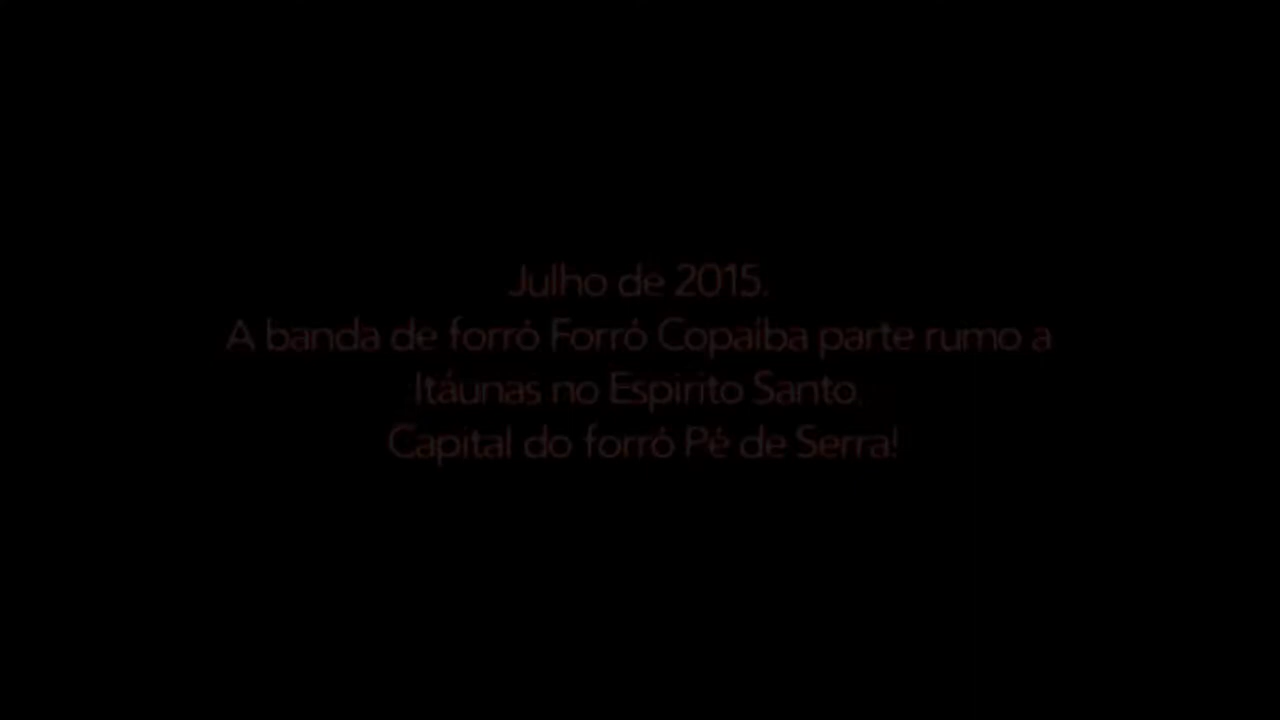 Julho de 2015.
A banda de forró Forró Copaíba parte rumo a
Itáunas no Espirito Santo.
Capital do forró Pé de Serra!